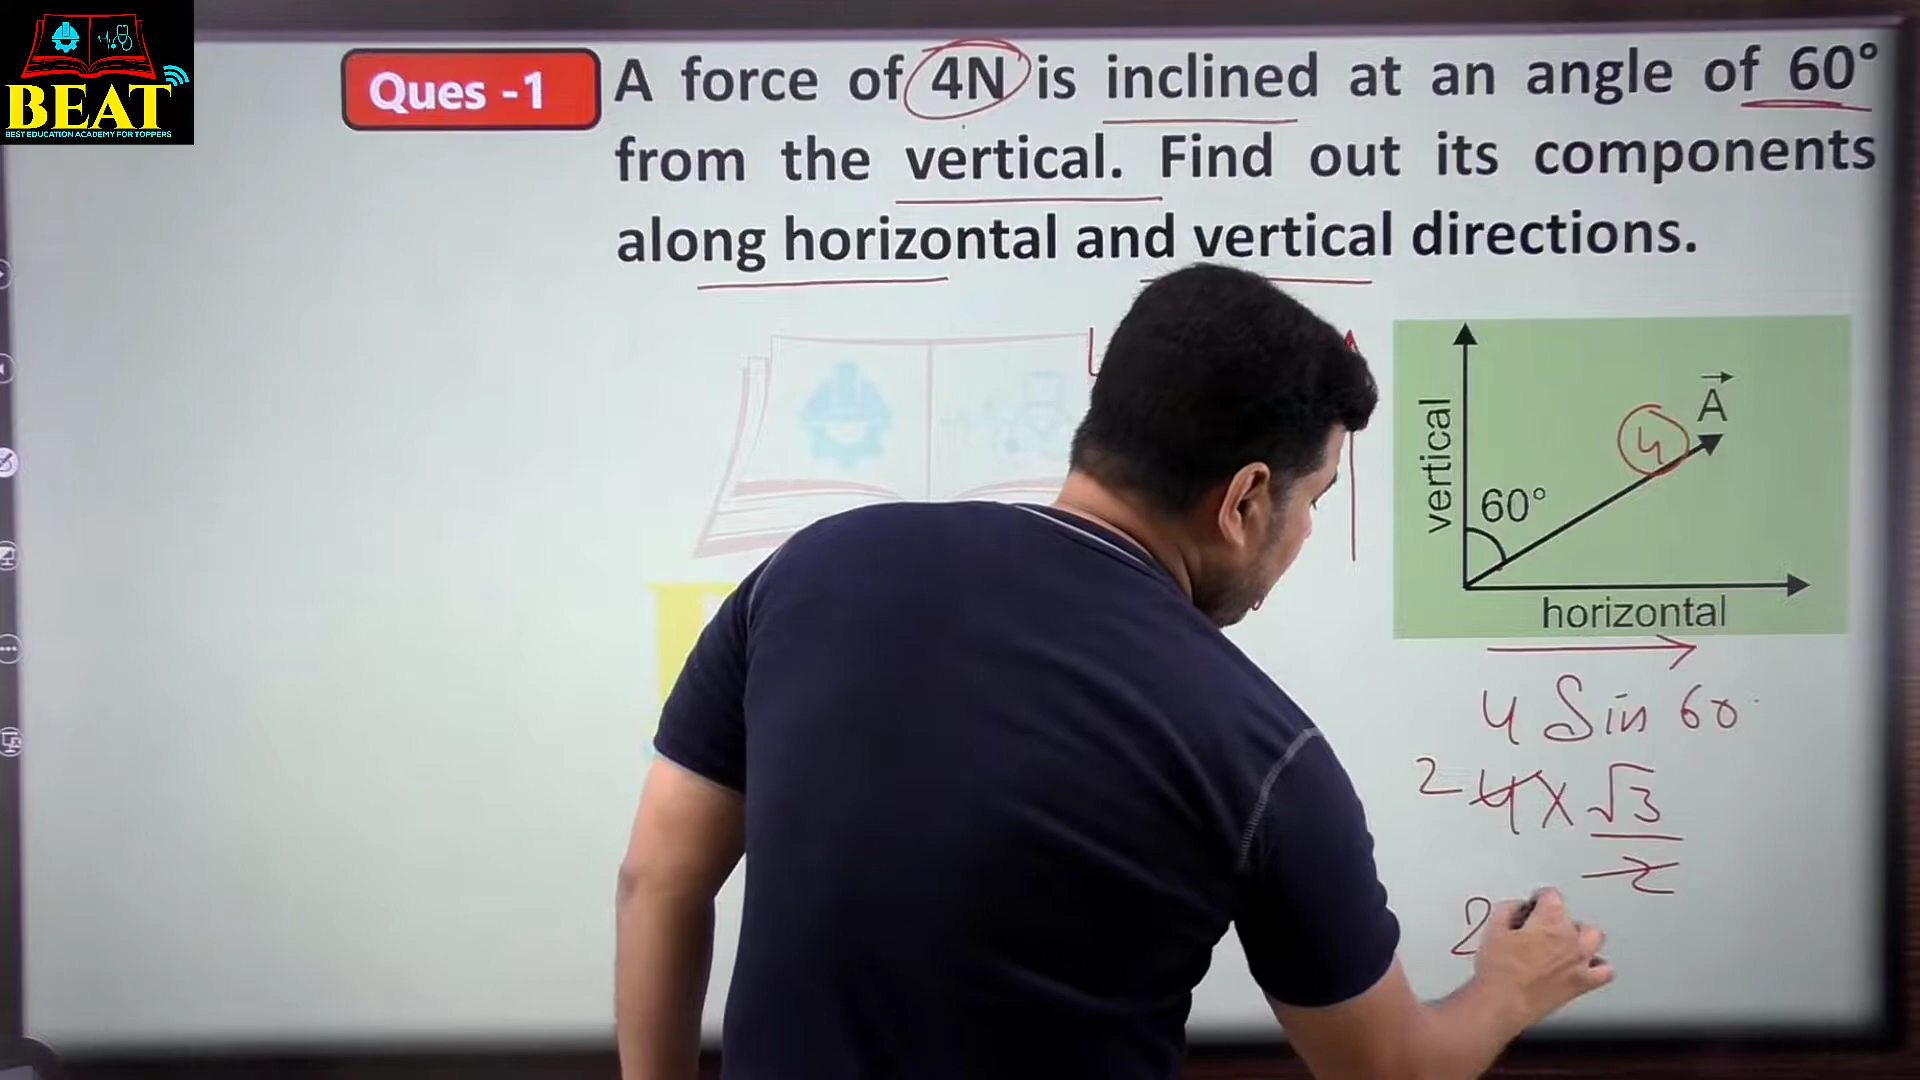 BEAT
BEST EDUCATION ACADEMY FOR TOPPERS
Ques -1
A force of 4N is inclined at an angle of 60°
from the vertical. Find out its components
along horizontal and vertical directions.
vertical
60°
4
A
horizontal
4 Sin 60
2 4 × √3
2
2